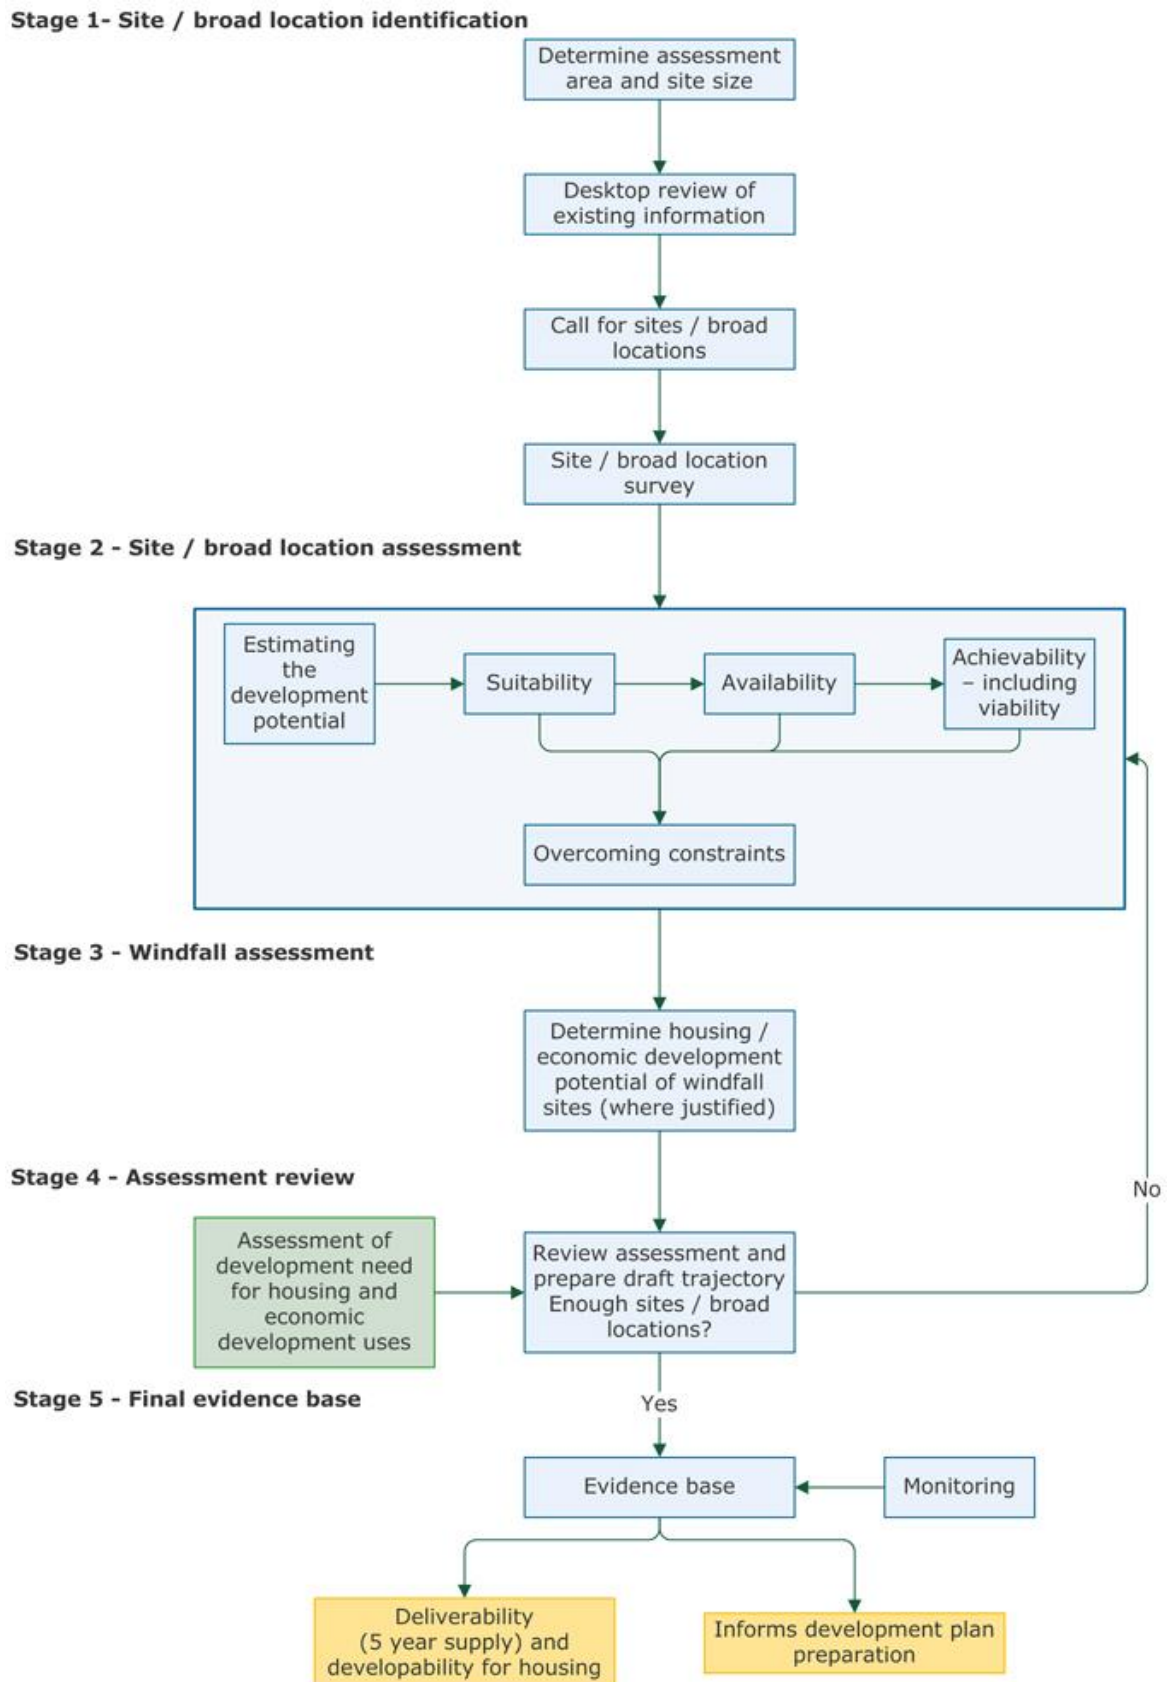 Stage 1- Site / broad location identification
Determine assessment
area and site size
Desktop review of
existing information
Call for sites / broad
locations
Site / broad location
survey
Stage 2 - Site / broad location assessment
Estimating
the
development
potential
Suitability
Availability
Achievability
– including
viability
Overcoming constraints
Stage 3 - Windfall assessment
Determine housing /
economic development
potential of windfall
sites (where justified)
Stage 4 - Assessment review
No
Assessment of
development need
for housing and
economic
development uses
Review assessment and
prepare draft trajectory
Enough sites / broad
locations?
Stage 5 - Final evidence base
Yes
Evidence base
Monitoring
Deliverability
(5 year supply) and
developability for housing
Informs development plan
preparation